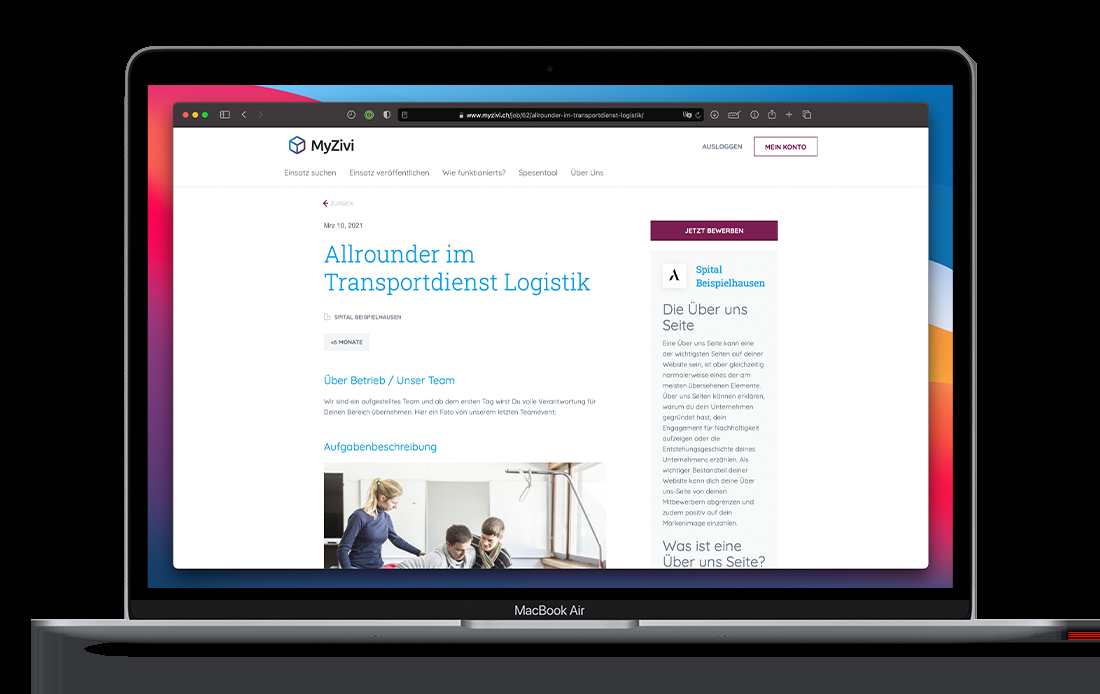 www.myzivi.ch/job/62/allrounder-im-transportdienst-logistik/
MyZivi
AUSLOGGEN
MEIN KONTO
Einsatz suchen
Einsatz veröffentlichen
Wie funktionierts?
Spesentool
Über Uns
ZURÜCK
Mrz 10, 2021
Allrounder im
Transportdienst Logistik
SPITAL BEISPIELHAUSEN
<6 MONATE
Über Betrieb / Unser Team
Wir sind ein aufgestelltes Team und ab dem ersten Tag wirst Du volle Verantwortung für
Deinen Bereich übernehmen. Hier ein Foto von unserem letzten Teamevent:
Aufgabenbeschreibung
JETZT BEWERBEN
Spital
Beispielhausen
Die Über uns
Seite
Eine Über uns Seite kann eine
der wichtigsten Seiten auf deiner
Website sein, ist aber gleichzeitig
normalerweise eines der am
meisten übersehenen Elemente.
Über uns Seiten können erklären,
warum du dein Unternehmen
gegründet hast, dein
Engagement für Nachhaltigkeit
aufzeigen oder die
Entstehungsgeschichte deines
Unternehmens erzählen. Als
wichtiger Bestandteil deiner
Website kann dich deine Über
uns-Seite von deinen
Mitbewerbern abgrenzen und
zudem positiv auf dein
Markenimage einzahlen.
Was ist eine
Über uns Seite?
MacBook Air